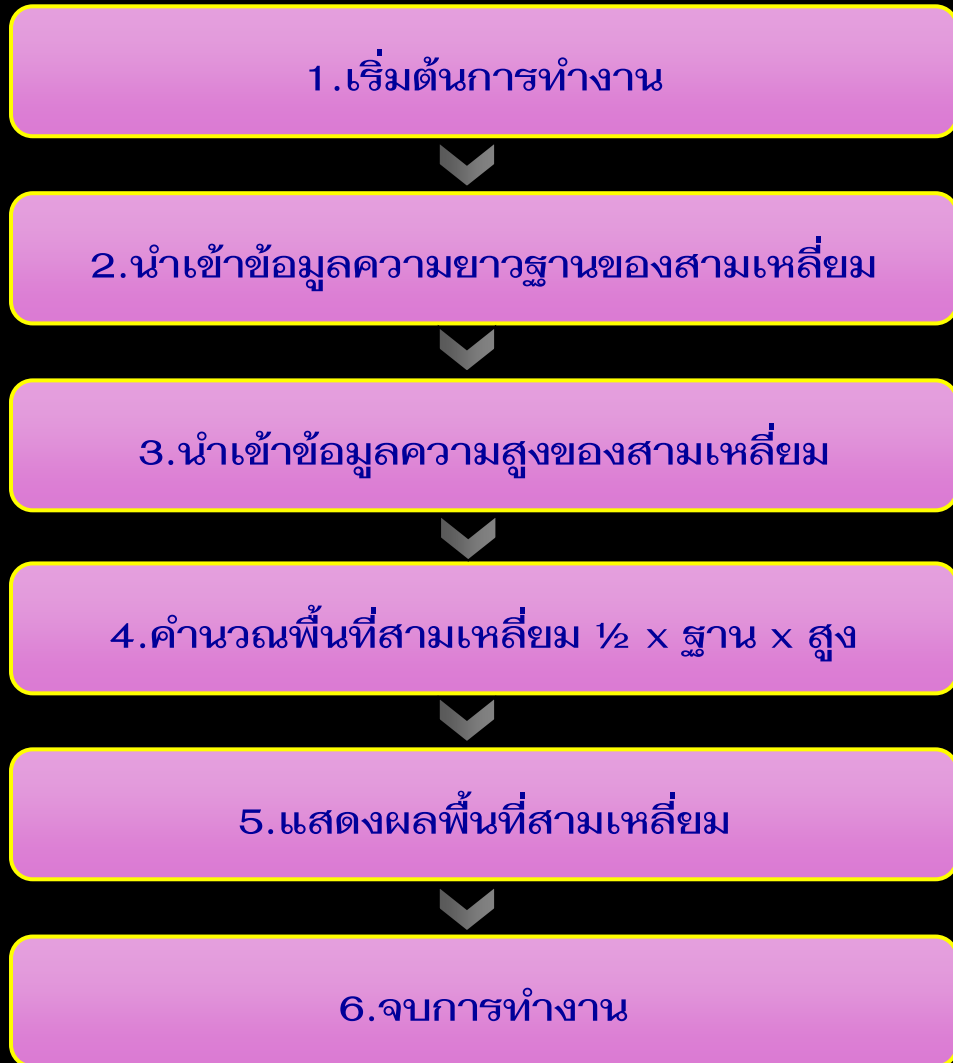 1.เริ่มต้นการทำงาน
2.นำเข้าข้อมูลความยาวฐานของสามเหลี่ยม
3.นำเข้าข้อมูลความสูงของสามเหลี่ยม
4.คำนวณพื้นที่สามเหลี่ยม ½ x ฐาน x สูง
5.แสดงผลพื้นที่สามเหลี่ยม
6.จบการทำงาน